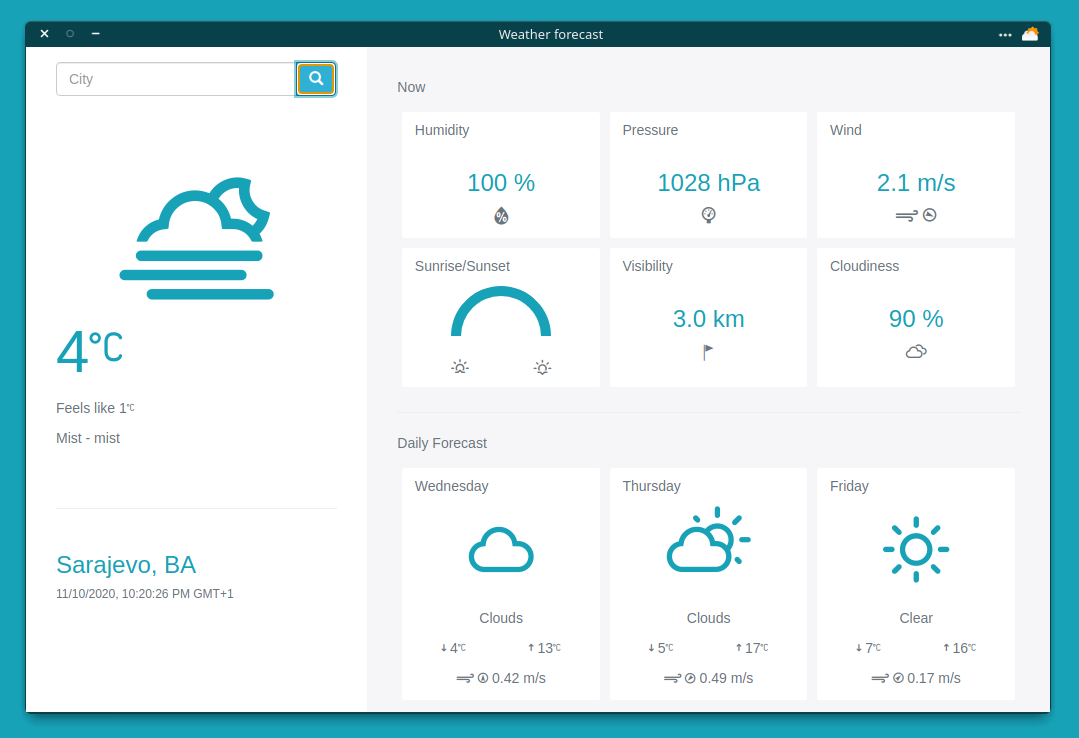 Weather forecast
City
4°C
Feels like 1°C
Mist - mist
Sarajevo, BA
11/10/2020, 10:20:26 PM GMT+1
Now
Humidity
100 %
%
Pressure
1028 hPa
Wind
2.1 m/s
Sunrise/Sunset
Visibility
3.0 km
Cloudiness
90 %
Daily Forecast
Wednesday
Clouds
↓ 4°C ↑ 13°C
0.42 m/s
Thursday
Clouds
↓ 5°C ↑ 17°C
0.49 m/s
Friday
Clear
↓ 7°C ↑ 16°C
0.17 m/s